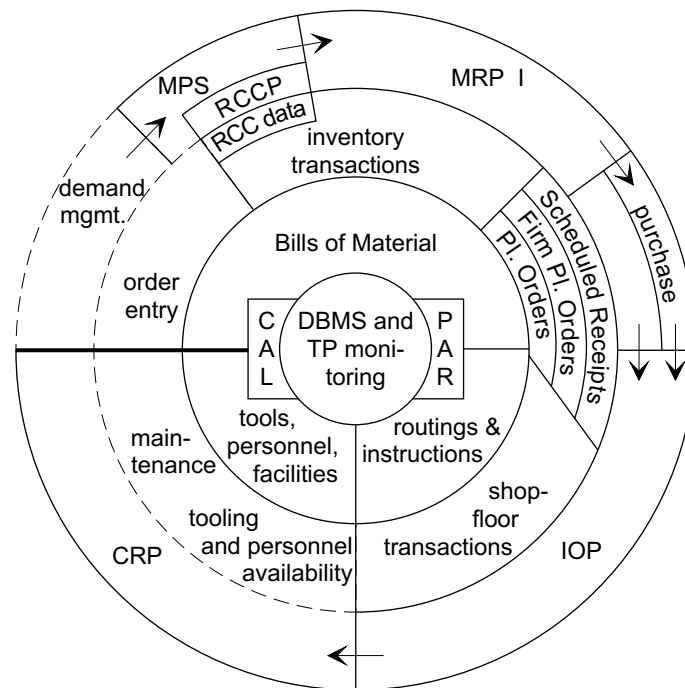 MPS
MRP I
RCCP
RCC data
inventory
transactions
demand
mgmt.
Scheduled Receipts
Firm Pl. Orders
Pl. Orders
purchase
Bills of Material
order
entry
CAL
DBMS and
TP moni-
toring
PAR
tools,
personnel,
facilities
routings &
instructions
main-
tenance
shop-
floor
transactions
tooling
and personnel
availability
CRP
IOP